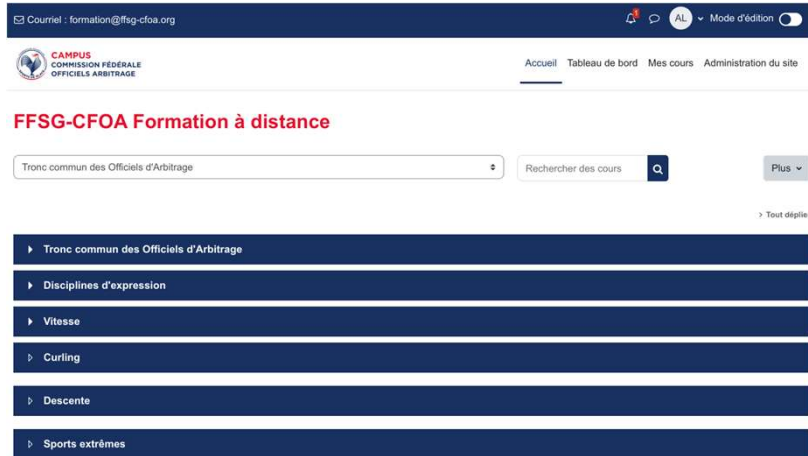 Courriel : formation@ffsg-cfoa.org
AL
Mode d'édition
CAMPUS
COMMISSION FÉDÉRALE
OFFICIELS ARBITRAGE
Accueil Tableau de bord Mes cours Administration du site
FFSG-CFOA Formation à distance
Tronc commun des Officiels d'Arbitrage
Rechercher des cours
Plus
Tout déplie
Tronc commun des Officiels d'Arbitrage
Disciplines d'expression
Vitesse
Curling
Descente
Sports extrêmes